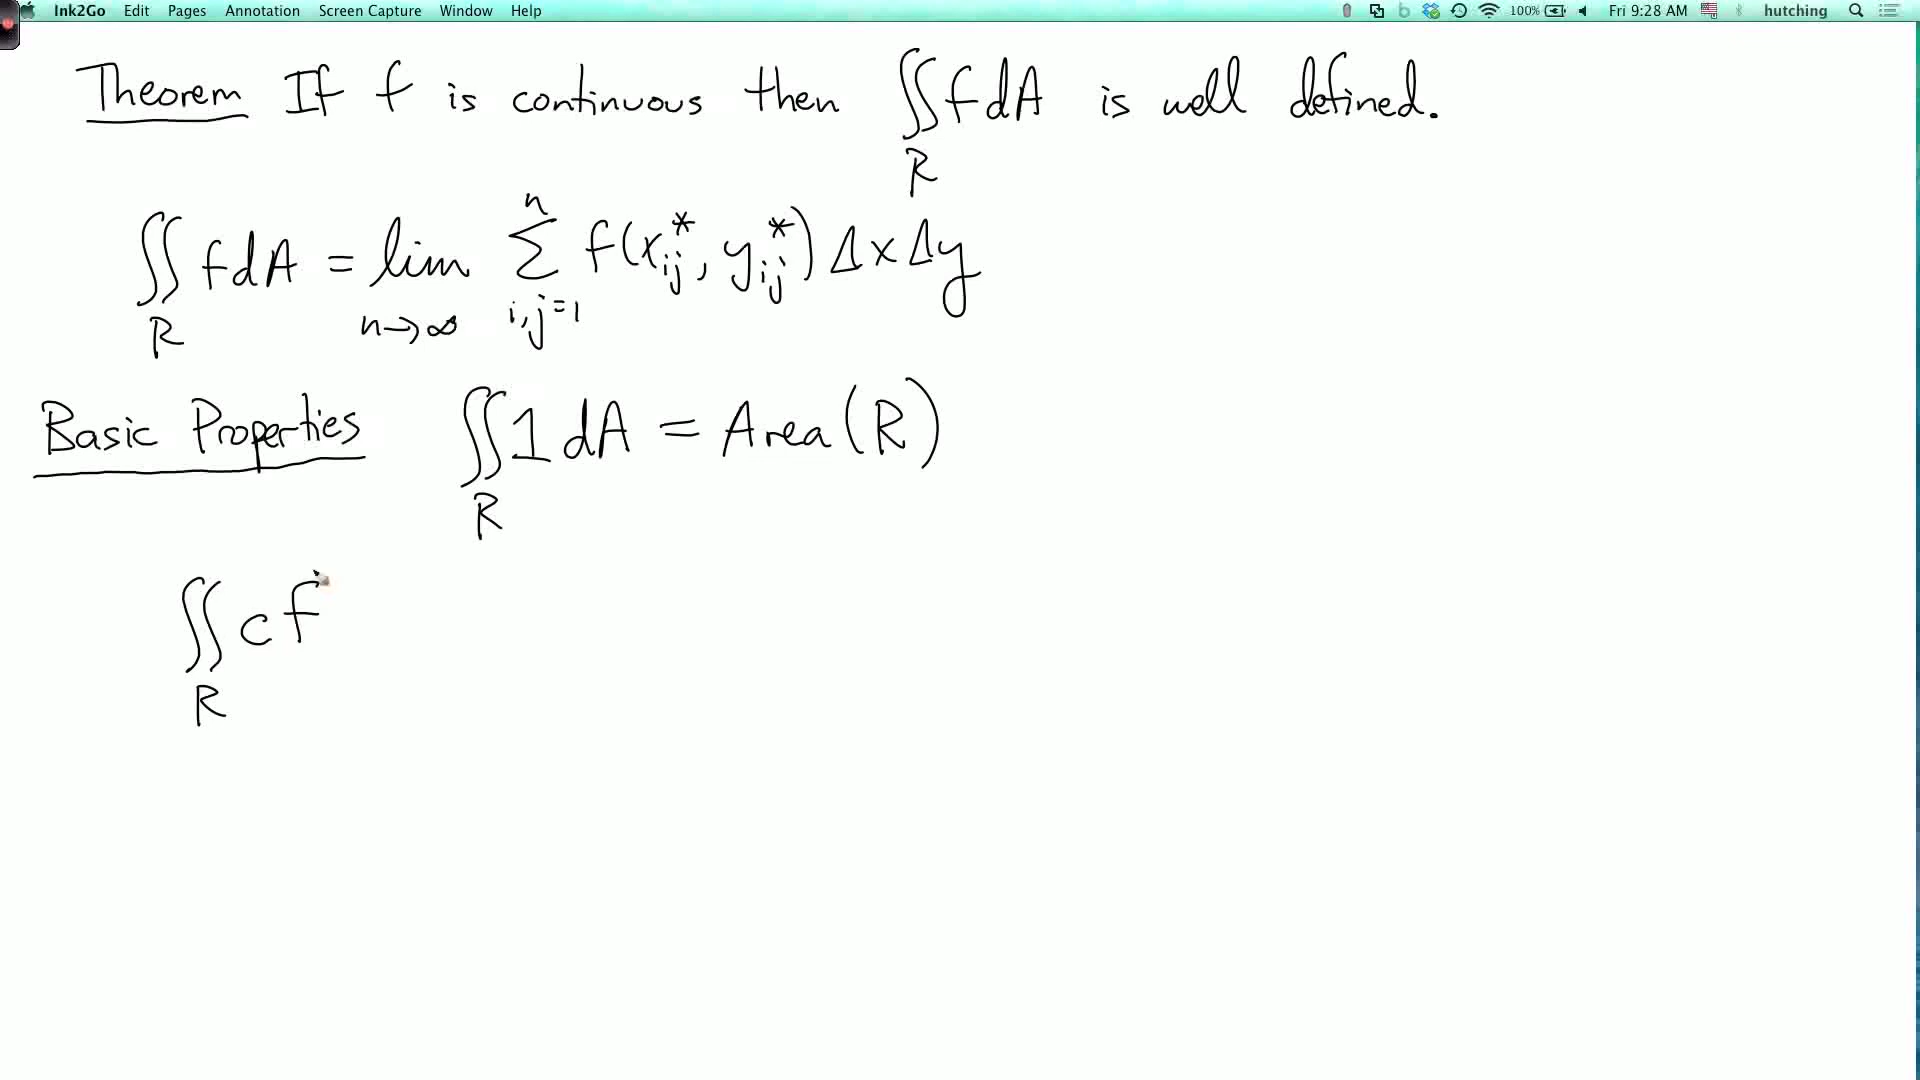 Ink2Go Edit Pages Annotation Screen Capture Window Help 100% Fri 9:28 AM hutching
Theorem If f is continuous then ∬_R f dA is well defined.
∬_R f dA = lim_{n→∞} ∑_{i,j=1}^{n} f(x_{ij}^*, y_{ij}^*) Δx Δy
Basic Properties ∬_R 1 dA = Area(R)
∬_R c f